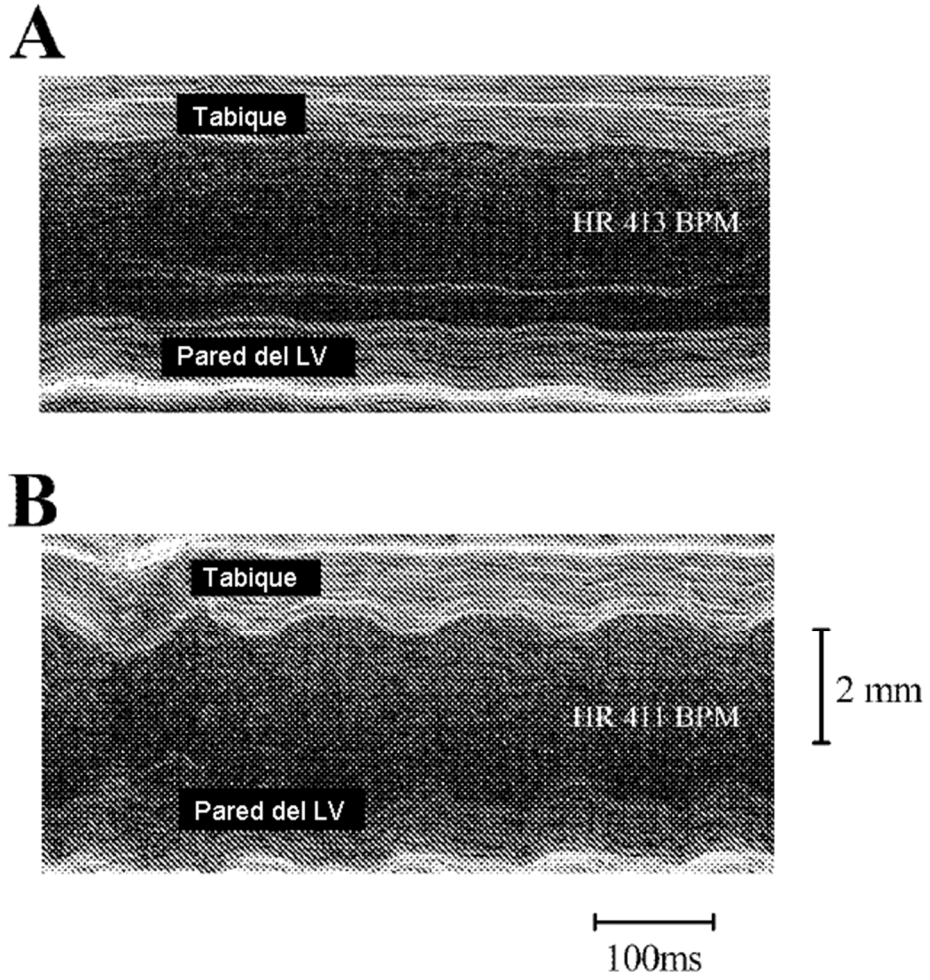 A
Tabique
HR 413 BPM
Pared del LV
B
Tabique
2 mm
HR 411 BPM
Pared del LV
100ms